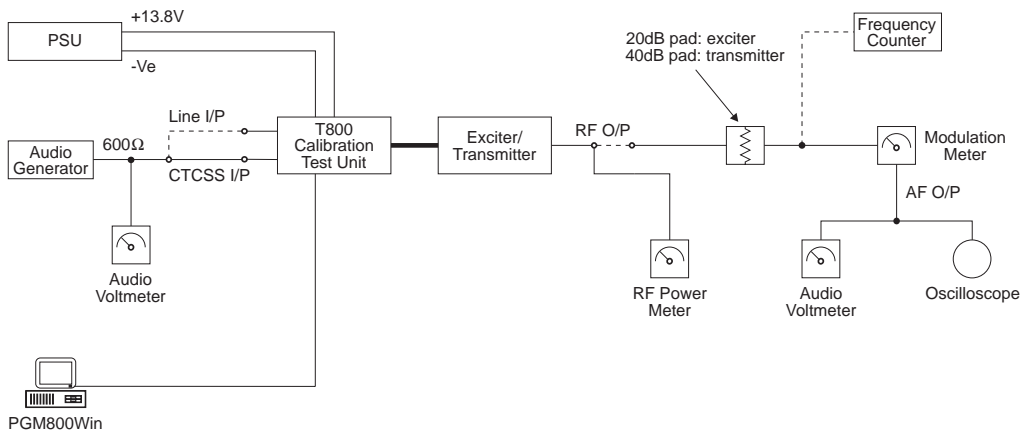 +13.8V
PSU
-Ve
Frequency
Counter
20dB pad: exciter
40dB pad: transmitter
Line I/P
T800
Calibration
Test Unit
Exciter/
Transmitter
RF O/P
Modulation
Meter
Audio
Generator
600Ω
CTCSS I/P
AF O/P
Audio
Voltmeter
RF Power
Meter
Audio
Voltmeter
Oscilloscope
PGM800Win